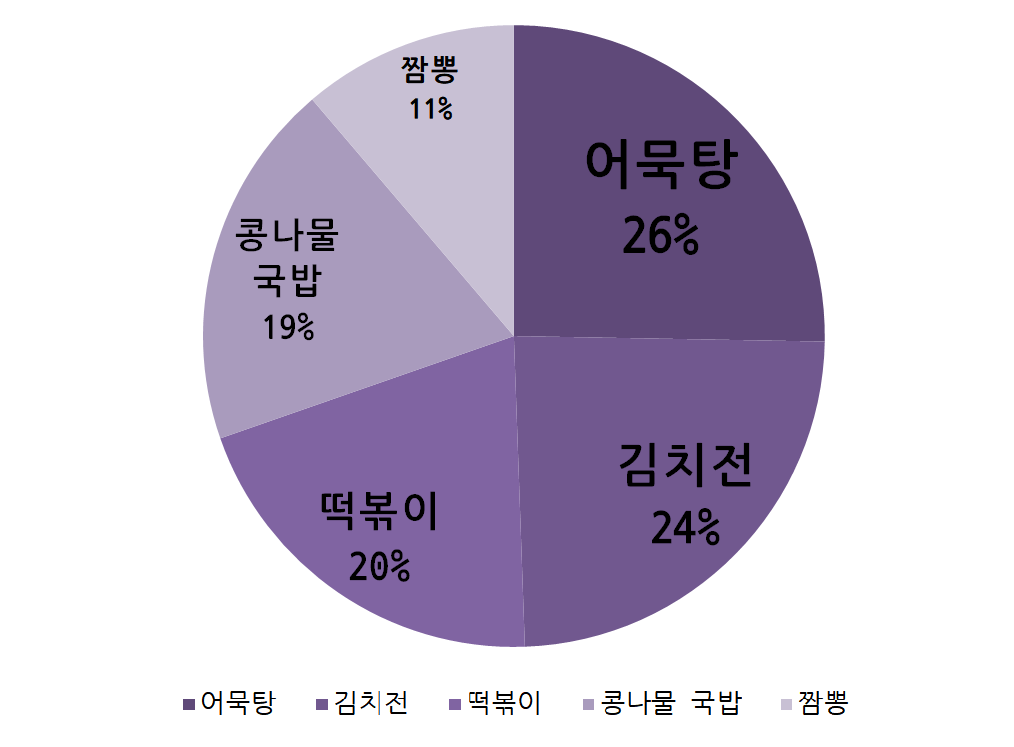 짬뽕
11%
어묵탕
26%
콩나물
국밥
19%
김치전
24%
떡볶이
20%
어묵탕 김치전 떡볶이 콩나물 국밥 짬뽕